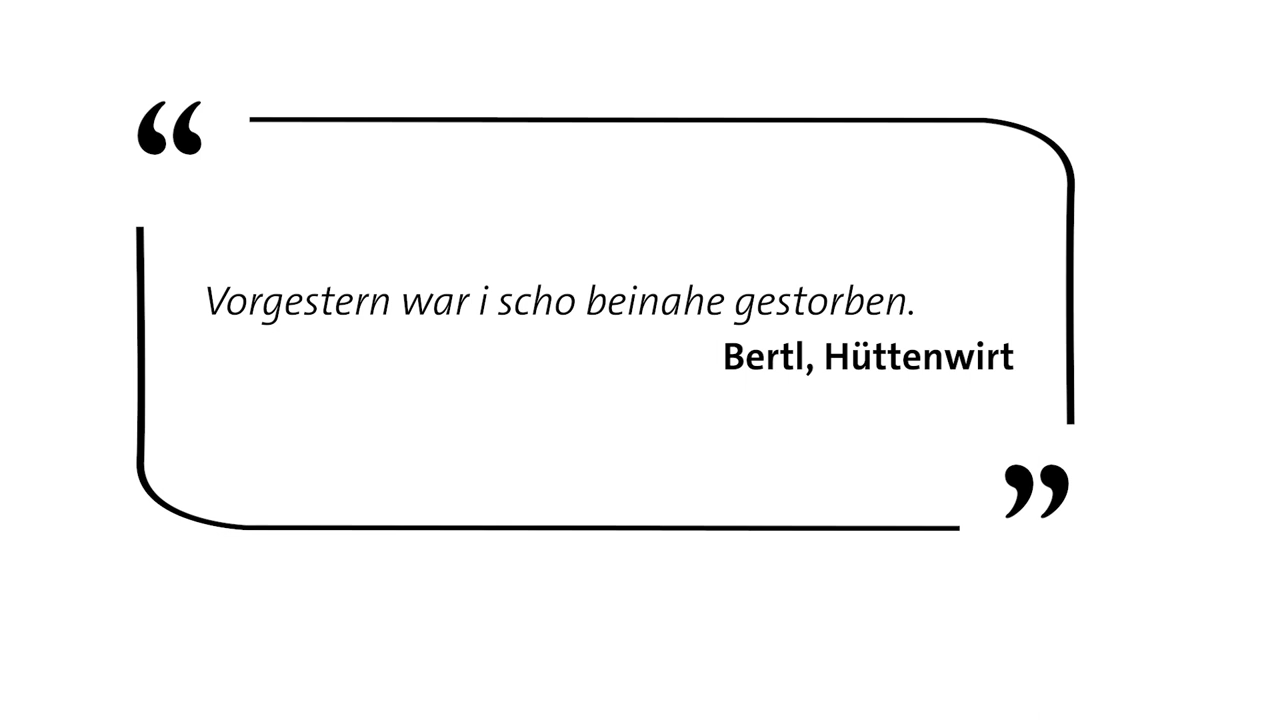 “
Vorgestern war i scho beinahe gestorben.
Bertl, Hüttenwirt
”